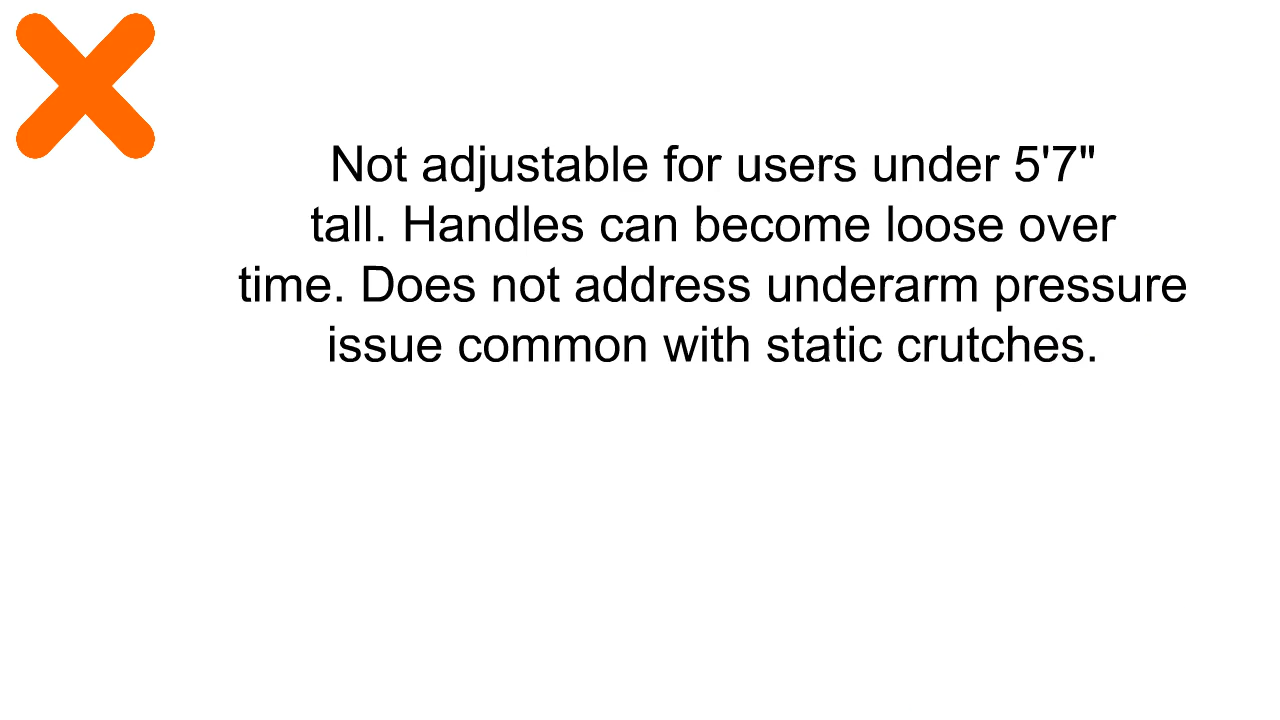 Not adjustable for users under 5'7"
tall. Handles can become loose over
time. Does not address underarm pressure
issue common with static crutches.